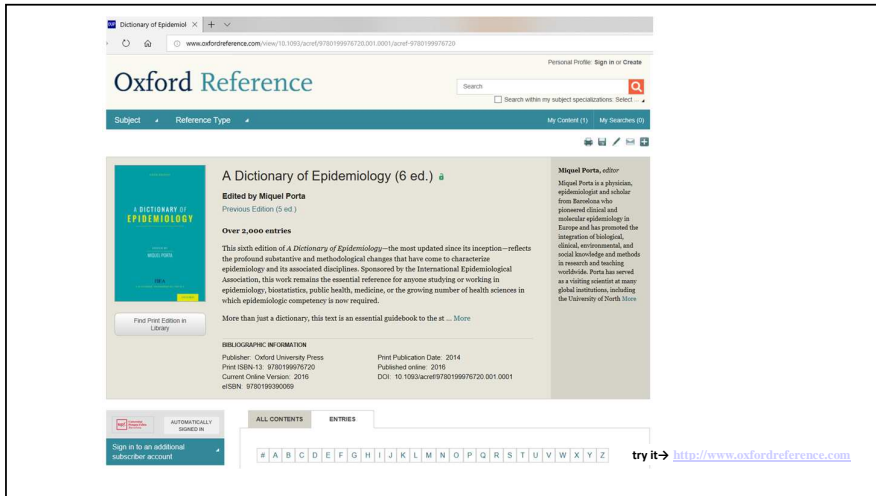 Dictionary of Epidemiol
www.oxfordreference.com/view/10.1093/acref/9780199976720.001.0001/acref-9780199976720
Personal Profile: Sign in or Create
Oxford Reference
Search
Search within my subject specializations: Select...
Subject Reference Type My Content (1) My Searches (0)
A DICTIONARY OF
EPIDEMIOLOGY
MIQUEL PORTA
Find Print Edition in
Library
A Dictionary of Epidemiology (6 ed.)
Edited by Miquel Porta
Previous Edition (5 ed.)
Over 2,000 entries
This sixth edition of A Dictionary of Epidemiology—the most updated since its inception—reflects
the profound substantive and methodological changes that have come to characterize
epidemiology and its associated disciplines. Sponsored by the International Epidemiological
Association, this work remains the essential reference for anyone studying or working in
epidemiology, biostatistics, public health, medicine, or the growing number of health sciences in
which epidemiologic competency is now required.
More than just a dictionary, this text is an essential guidebook to the st ... More
BIBLIOGRAPHIC INFORMATION
Publisher: Oxford University Press
Print ISBN-13: 9780199976720
Current Online Version: 2016
eISBN: 9780199390069
Print Publication Date: 2014
Published online: 2016
DOI: 10.1093/acref/9780199976720.001.0001
Miquel Porta, editor
Miquel Porta is a physician,
epidemiologist and scholar
from Barcelona who
pioneered clinical and
molecular epidemiology in
Europe and has promoted the
integration of biological,
clinical, environmental, and
social knowledge and methods
in research and teaching
worldwide. Porta has served
as a visiting scientist at many
global institutions, including
the University of North More
AUTOMATICALLY
SIGNED IN
Sign in to an additional
subscriber account
ALL CONTENTS ENTRIES
# A B C D E F G H I J K L M N O P Q R S T U V W X Y Z
try it→ http://www.oxfordreference.com